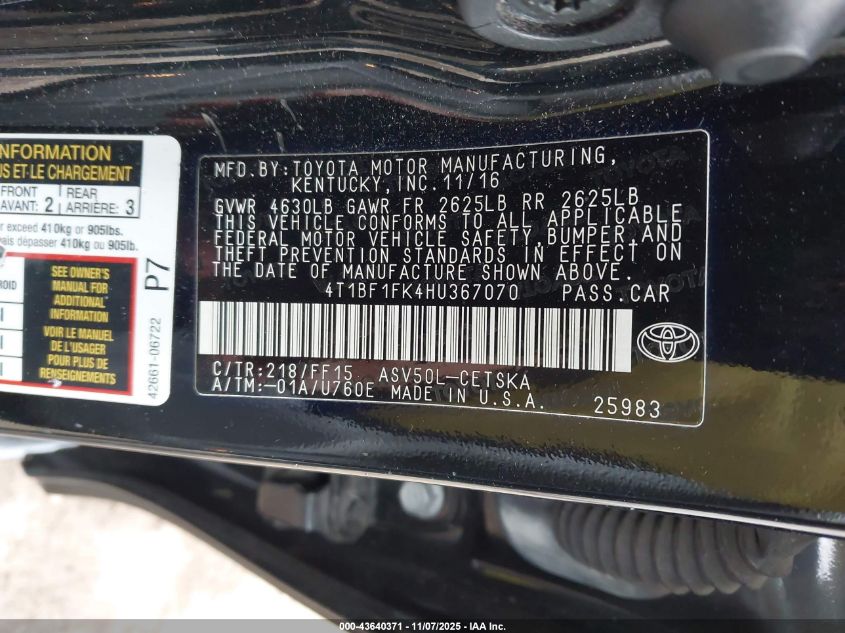 NFORMATION
US ET LE CHARGEMENT
FRONT
AVANT: 2
REAR
ARRIÈRE: 3
r exceed 410kg or 905lbs.
ais dépasser 410kg ou 905lb.
SEE OWNER'S
MANUAL FOR
ADDITIONAL
INFORMATION
VOIR LE MANUEL
DE L'USAGER
POUR PLUS DE
RENSEIGNEMENTS
P7
42661-06722
MFD. BY: TOYOTA MOTOR MANUFACTURING,
KENTUCKY, INC. 11/16
GVWR 4630LB GAWR FR 2625LB RR 2625LB
THIS VEHICLE CONFORMS TO ALL APPLICABLE
FEDERAL MOTOR VEHICLE SAFETY, BUMPER, AND
THEFT PREVENTION STANDARDS IN EFFECT ON
THE DATE OF MANUFACTURE SHOWN ABOVE.
4T1BF1FK4HU367070 PASS.CAR
C/TR:218/FF15 ASV50L-CETSKA
A/TM:-01A/U760E MADE IN U.S.A. 25983
000-43640371 - 11/07/2025 - IAA Inc.